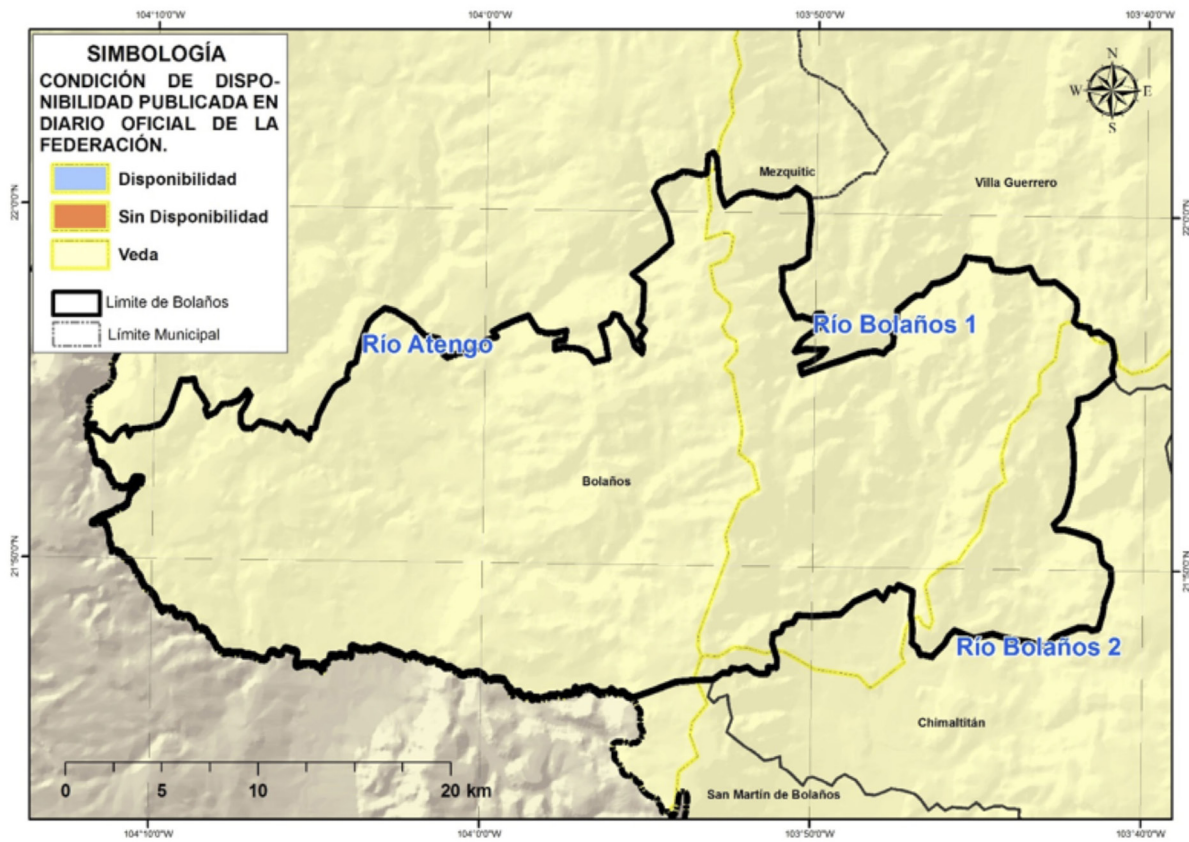 104°10'0"W 104°0'0"W 103°50'0"W 103°40'0"W
SIMBOLOGÍA
CONDICIÓN DE DISPO-
NIBILIDAD PUBLICADA EN
DIARIO OFICIAL DE LA
FEDERACIÓN.
Disponibilidad
Sin Disponibilidad
Veda
Limite de Bolaños
Límite Municipal
N
W E
S
Mezquitic
Villa Guerrero
22°0'0"N 22°0'0"N
Río Bolaños 1
Río Atengo
Bolaños
21°50'0"N 21°50'0"N
Río Bolaños 2
Chimaltitán
San Martín de Bolaños
0 5 10 20 km
104°10'0"W 104°0'0"W 103°50'0"W 103°40'0"W